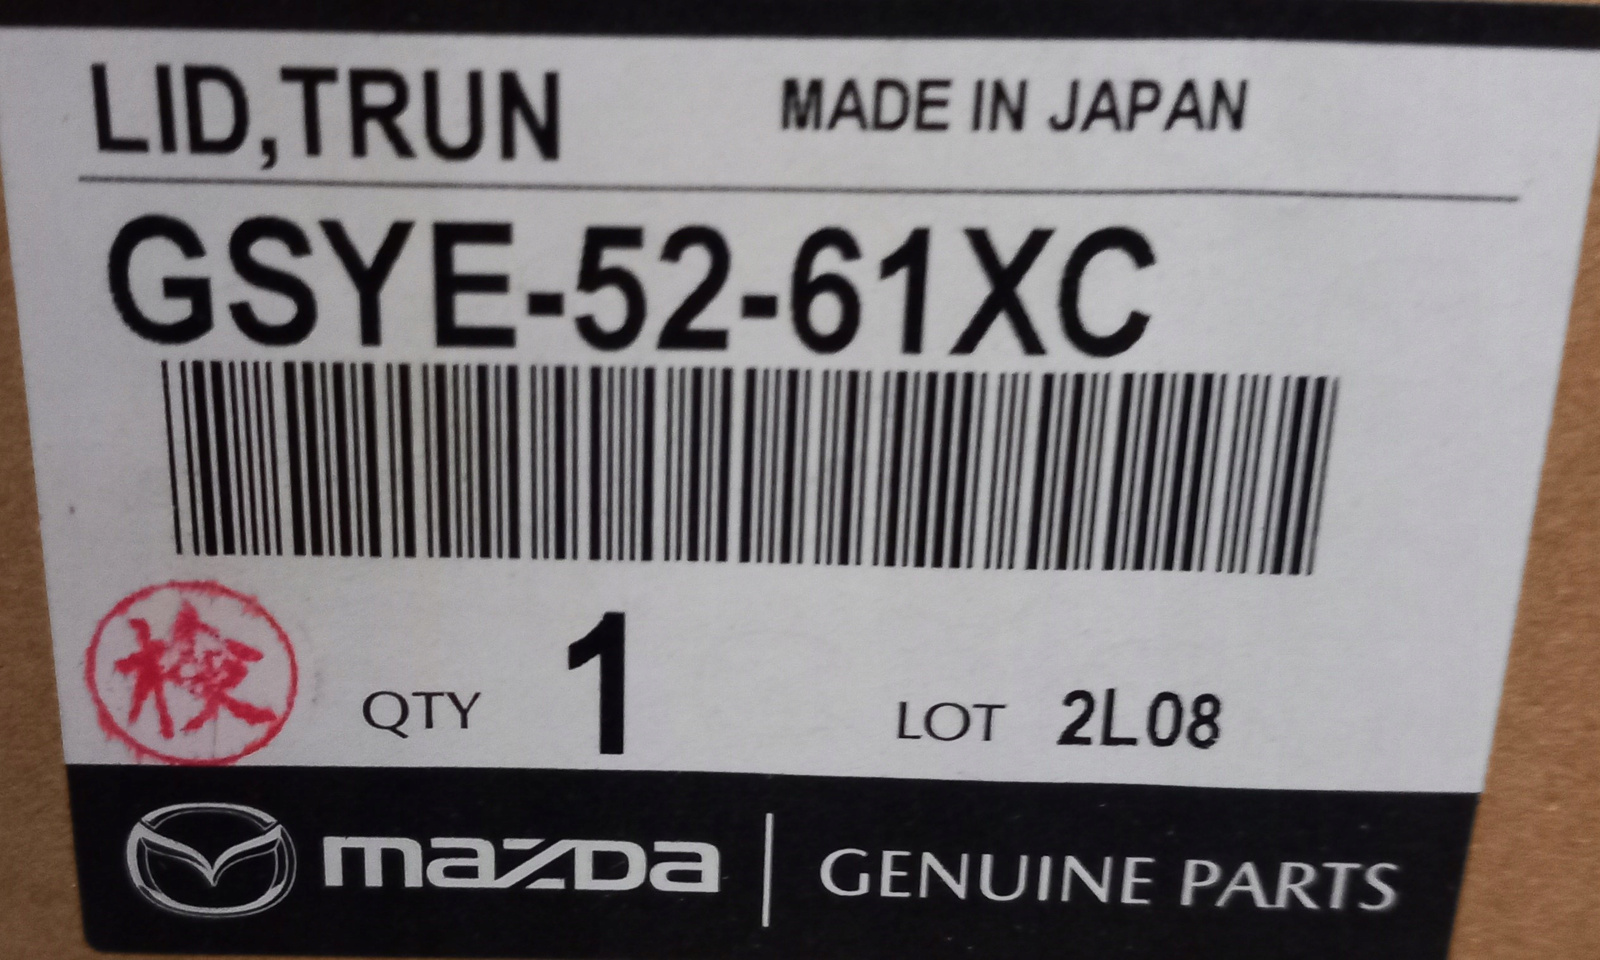 LID,TRUN MADE IN JAPAN
GSYE-52-61XC
検 QTY 1 LOT 2L08
mazda | GENUINE PARTS